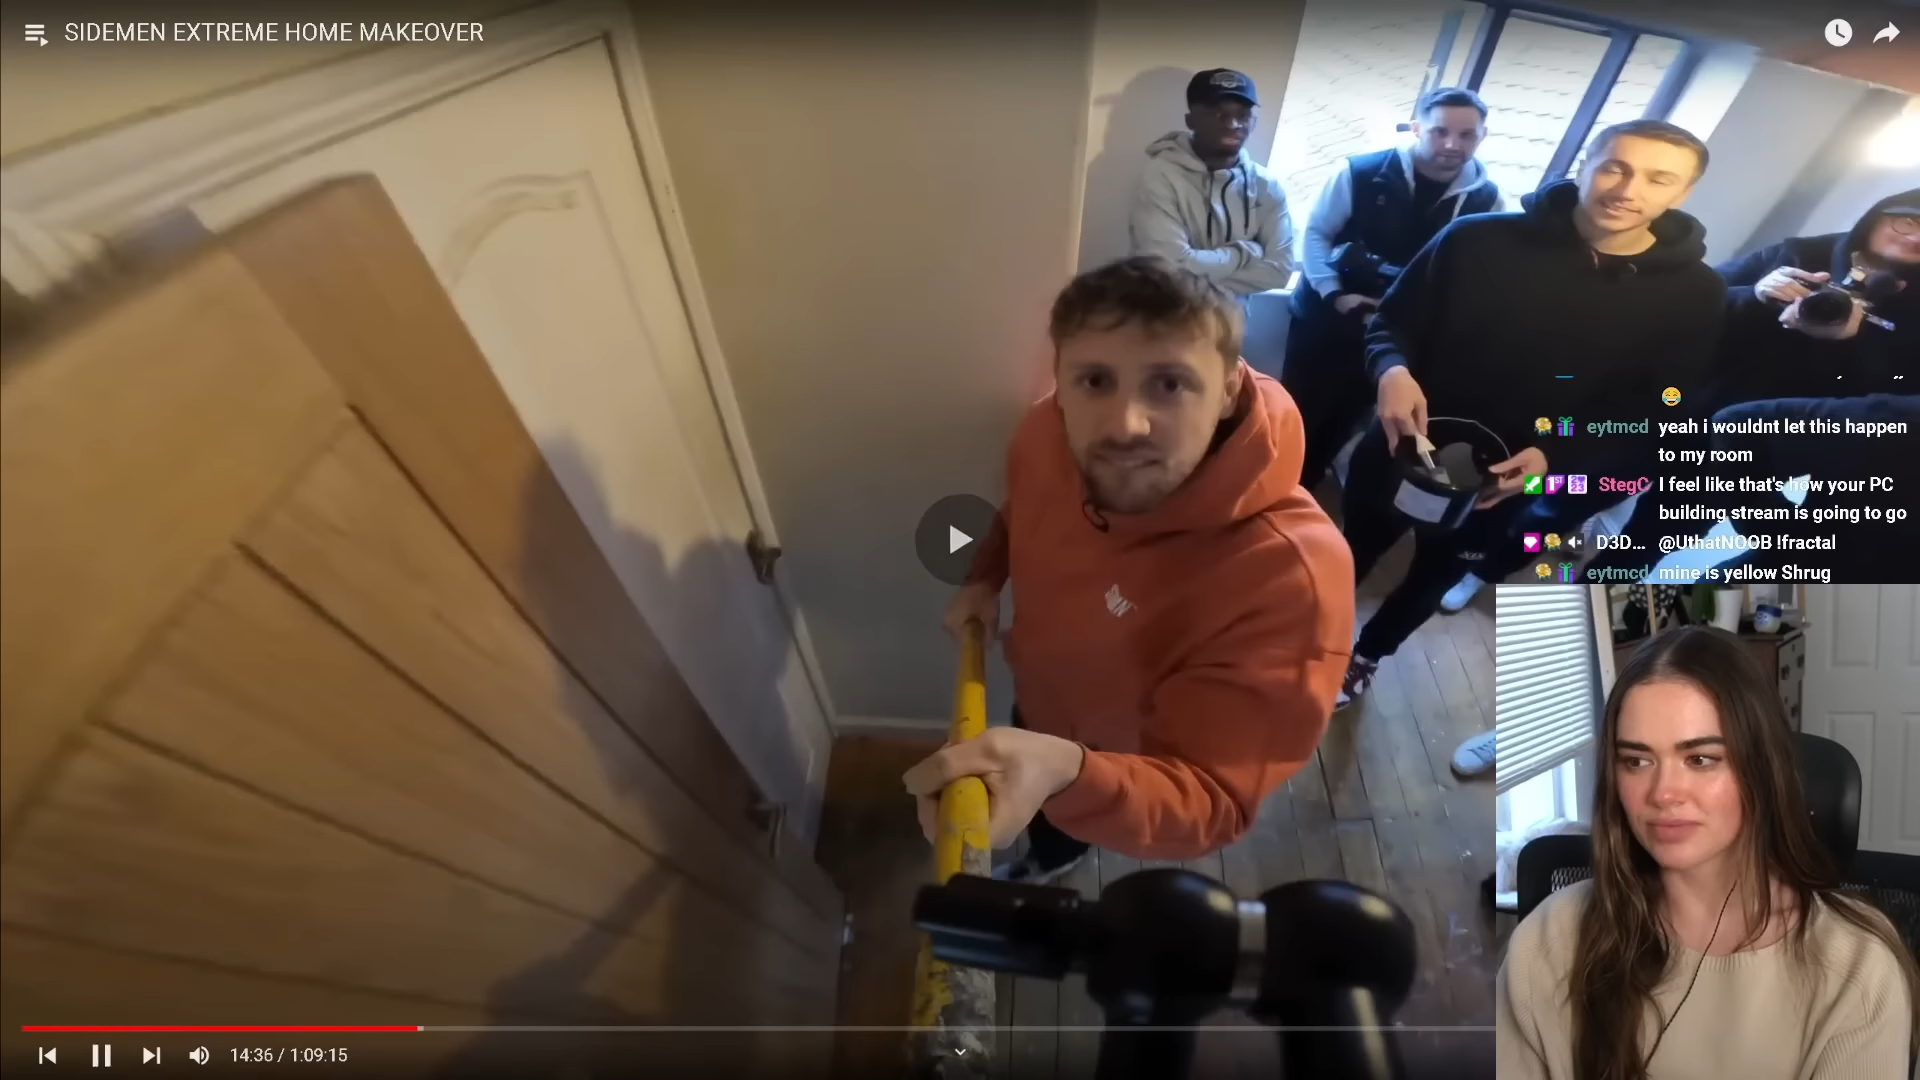 SIDEMEN EXTREME HOME MAKEOVER
😂
eytmcd yeah i wouldnt let this happen
to my room
StegC I feel like that's how your PC
building stream is going to go
D3D... @UthatNOOB !fractal
eytmcd mine is yellow Shrug
14:36 / 1:09:15